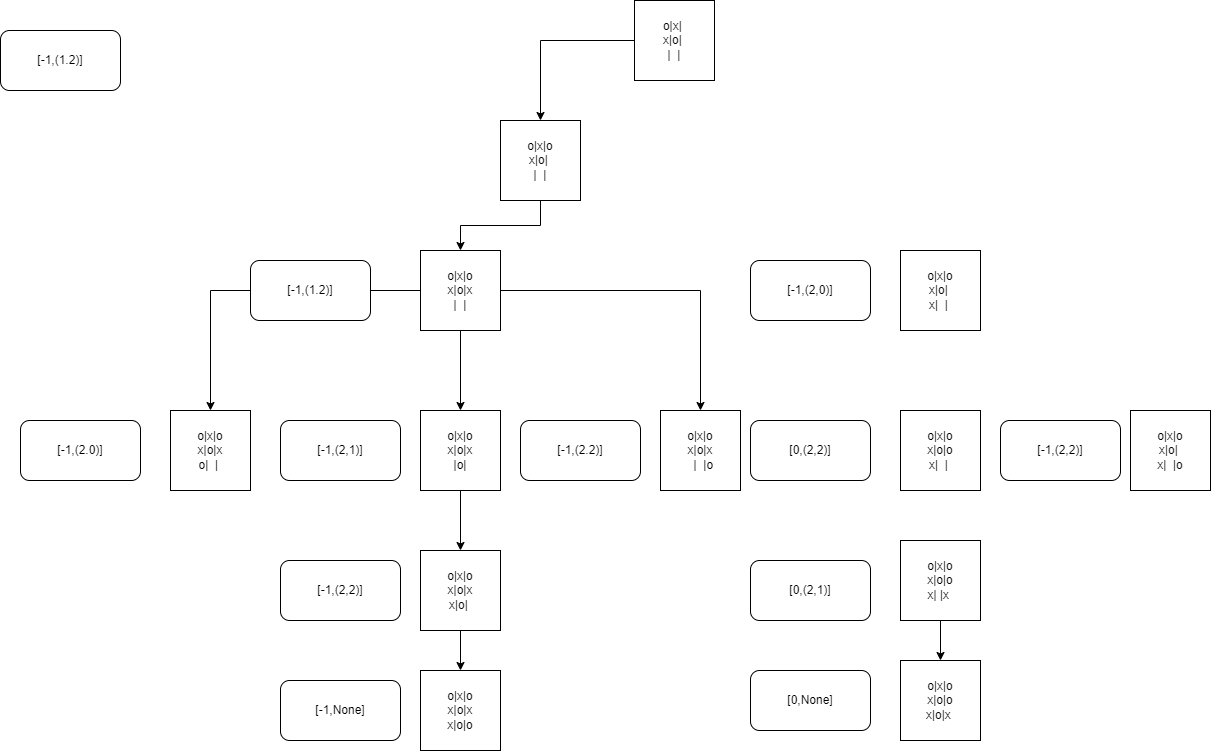 o|x|
x|o|
| |
[-1,(1.2)]
o|x|o
x|o|
| |
[-1,(1.2)]
o|x|o
x|o|x
| |
[-1,(2,0)]
o|x|o
x|o|
x| |
[-1,(2.0)]
o|x|o
x|o|x
o| |
[-1,(2,1)]
o|x|o
x|o|x
|o|
[-1,(2.2)]
o|x|o
x|o|x
| |o
[0,(2,2)]
o|x|o
x|o|o
x| |
[-1,(2,2)]
o|x|o
x|o|
x| |o
[-1,(2,2)]
o|x|o
x|o|x
x|o|
[0,(2,1)]
o|x|o
x|o|o
x| |x
[-1,None]
o|x|o
x|o|x
x|o|o
[0,None]
o|x|o
x|o|o
x|o|x